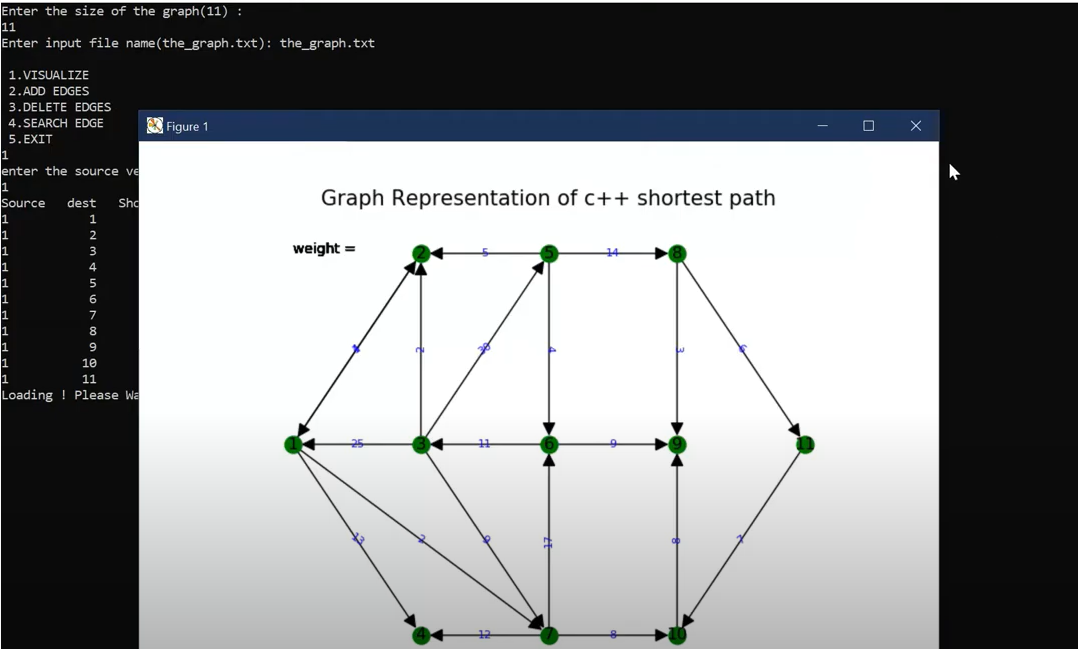 Enter the size of the graph(11) :
11
Enter input file name(the_graph.txt): the_graph.txt
1.VISUALIZE
2.ADD EDGES
3.DELETE EDGES
4.SEARCH EDGE
5.EXIT
1
enter the source ve
1
Source dest Sho
1 1
1 2
1 3
1 4
1 5
1 6
1 7
1 8
1 9
1 10
1 11
Loading ! Please Wa
Figure 1
Graph Representation of c++ shortest path
weight =
2 5 5 14 8
2 4 3 6
1 25 3 11 6 9 9 11
13 2 17 8
4 12 7 8 10